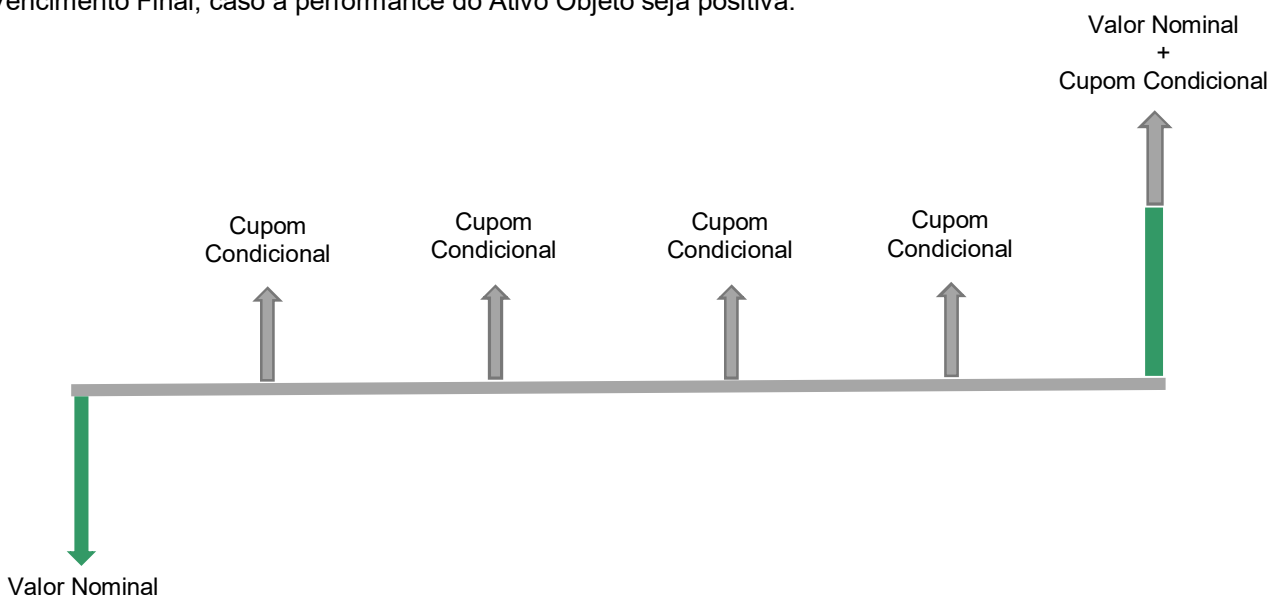 Vencimento Final, caso a performance do Ativo Objeto seja positiva.
Valor Nominal
+
Cupom Condicional
Cupom
Condicional
Cupom
Condicional
Cupom
Condicional
Cupom
Condicional
Valor Nominal